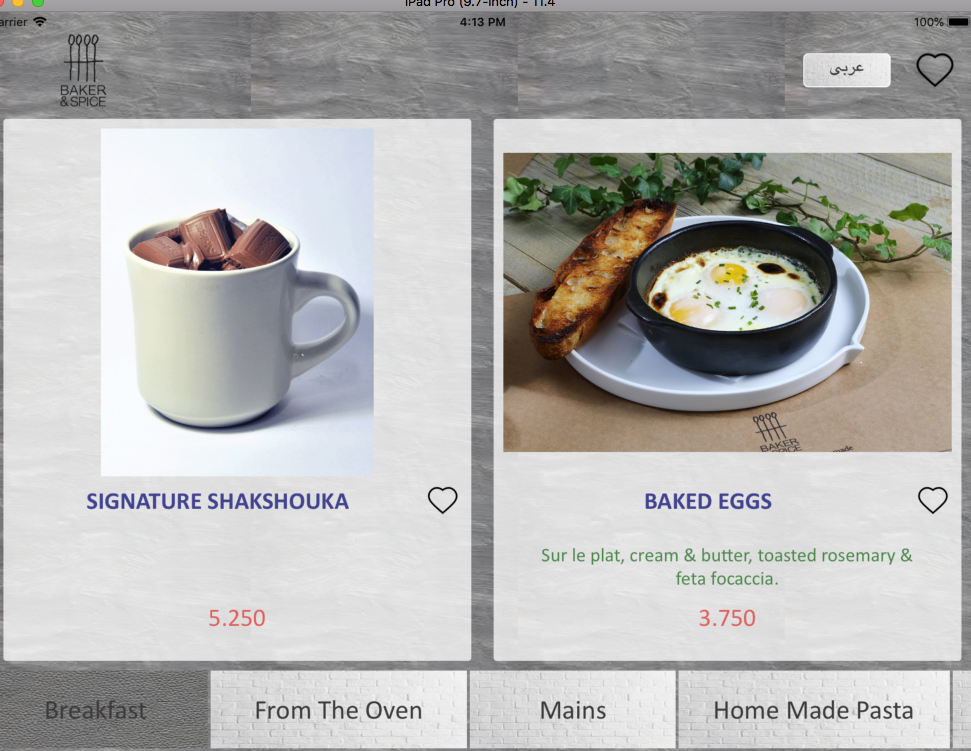 iPad Pro (9.7-inch) - 11.4
arrier
4:13 PM
100%
BAKER
& SPICE
عربى
SIGNATURE SHAKSHOUKA
5.250
BAKER
SPICE
made
BAKED EGGS
Sur le plat, cream & butter, toasted rosemary &
feta focaccia.
3.750
Breakfast
From The Oven
Mains
Home Made Pasta